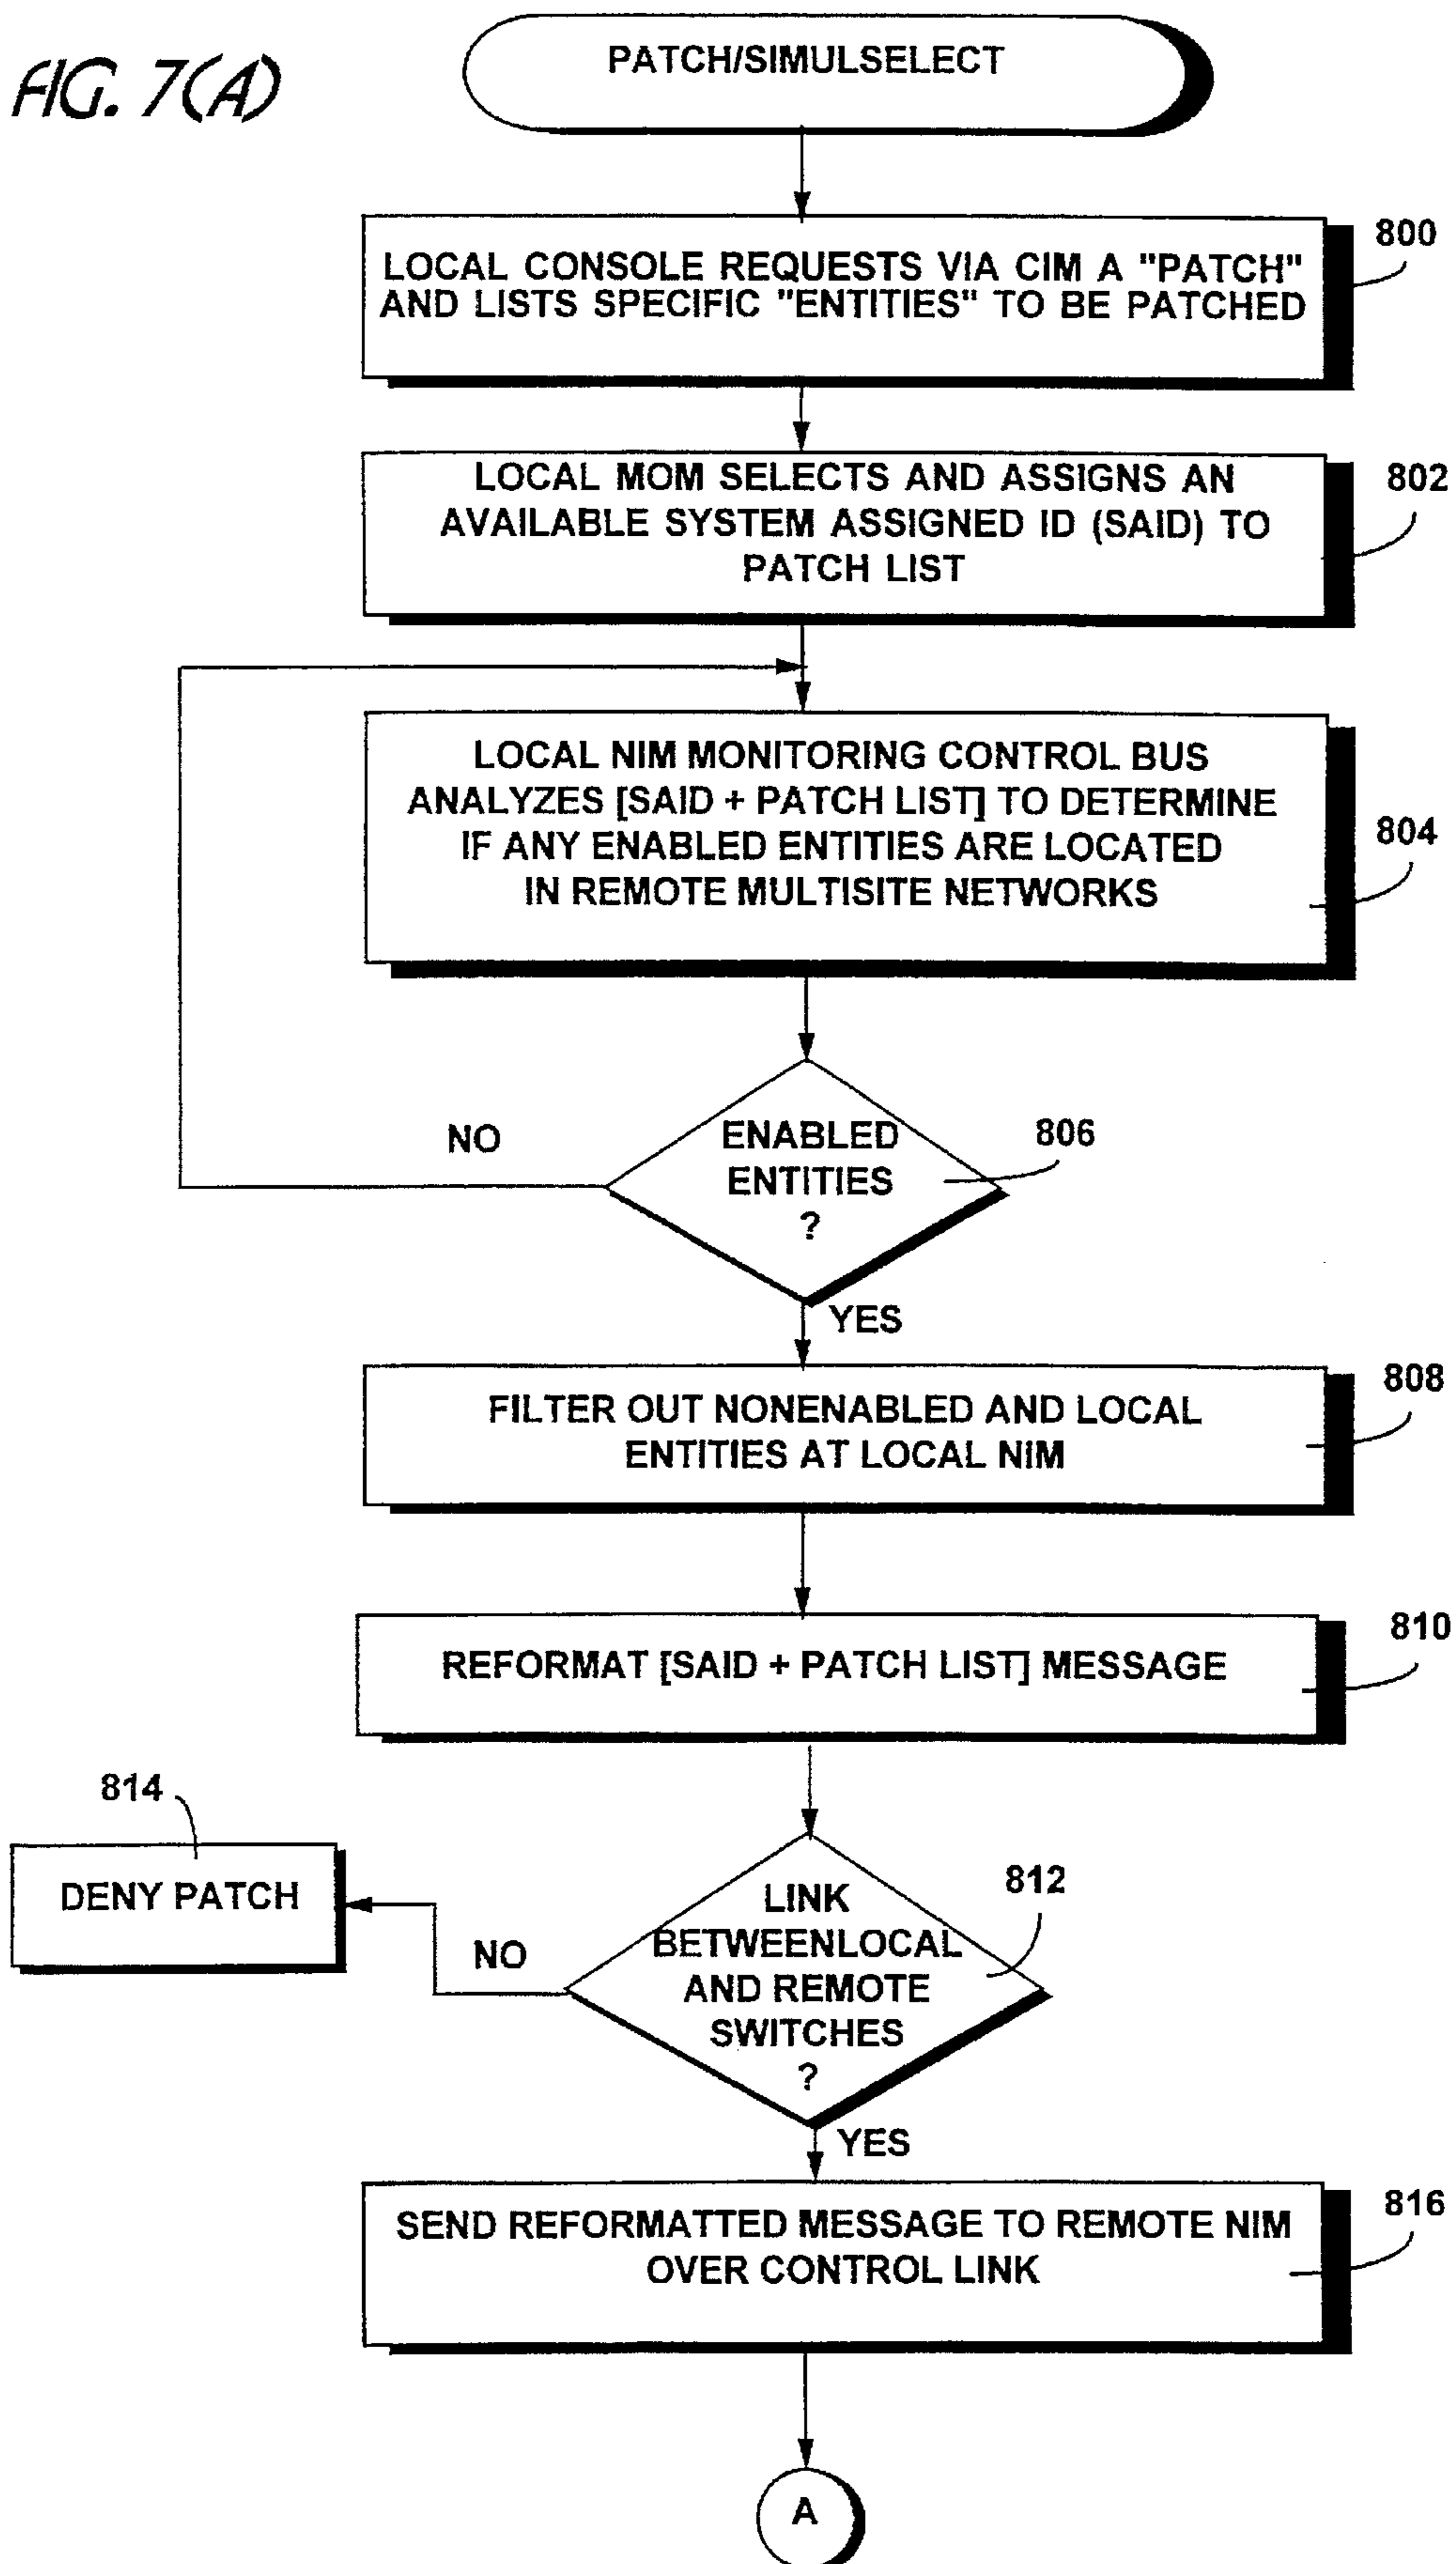 FIG. 7(A)
PATCH/SIMULSELECT
800
LOCAL CONSOLE REQUESTS VIA CIM A "PATCH"
AND LISTS SPECIFIC "ENTITIES" TO BE PATCHED
802
LOCAL MOM SELECTS AND ASSIGNS AN
AVAILABLE SYSTEM ASSIGNED ID (SAID) TO
PATCH LIST
LOCAL NIM MONITORING CONTROL BUS
ANALYZES [SAID + PATCH LIST] TO DETERMINE
IF ANY ENABLED ENTITIES ARE LOCATED
IN REMOTE MULTISITE NETWORKS
804
NO
ENABLED
ENTITIES
?
806
YES
808
FILTER OUT NONENABLED AND LOCAL
ENTITIES AT LOCAL NIM
810
REFORMAT [SAID + PATCH LIST] MESSAGE
814
DENY PATCH
NO
LINK
BETWEENLOCAL
AND REMOTE
SWITCHES
?
812
YES
816
SEND REFORMATTED MESSAGE TO REMOTE NIM
OVER CONTROL LINK
A